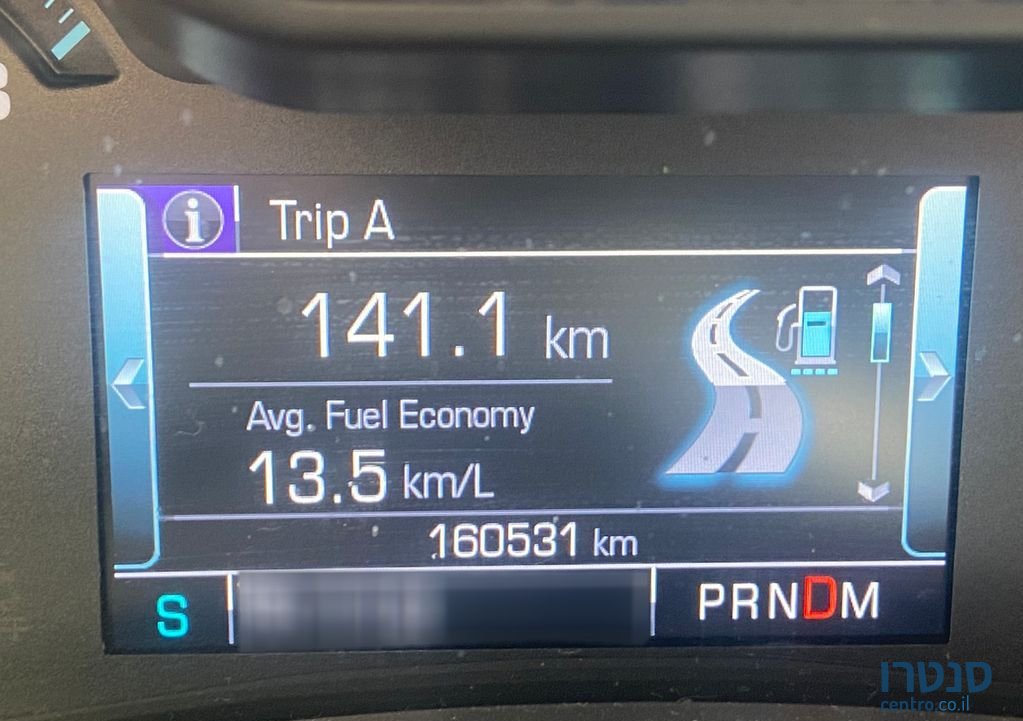 Trip A
141.1 km
Avg. Fuel Economy
13.5 km/L
160531 km
S
PRNDM
סנטרו
centro.co.il